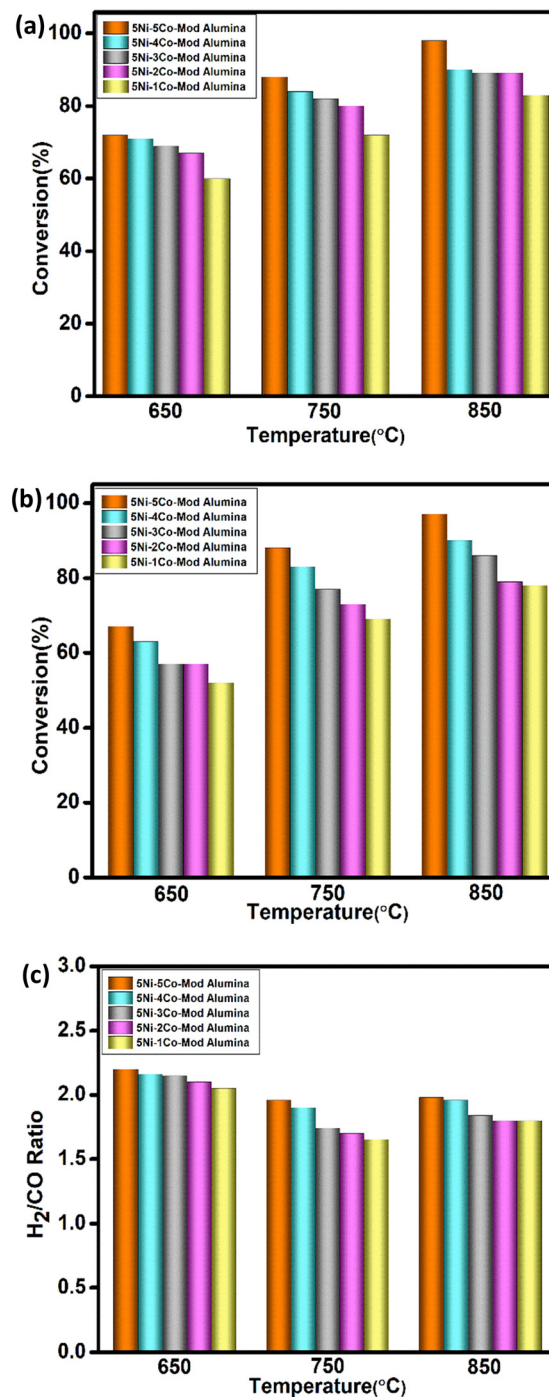 (a)
5Ni-5Co-Mod Alumina
5Ni-4Co-Mod Alumina
5Ni-3Co-Mod Alumina
5Ni-2Co-Mod Alumina
5Ni-1Co-Mod Alumina
100
80
60
40
20
0
Conversion(%)
650 750 850
Temperature(°C)
(b)
5Ni-5Co-Mod Alumina
5Ni-4Co-Mod Alumina
5Ni-3Co-Mod Alumina
5Ni-2Co-Mod Alumina
5Ni-1Co-Mod Alumina
100
80
60
40
20
0
Conversion(%)
650 750 850
Temperature(°C)
(c)
5Ni-5Co-Mod Alumina
5Ni-4Co-Mod Alumina
5Ni-3Co-Mod Alumina
5Ni-2Co-Mod Alumina
5Ni-1Co-Mod Alumina
3.0
2.5
2.0
1.5
1.0
0.5
0.0
H₂/CO Ratio
650 750 850
Temperature(°C)